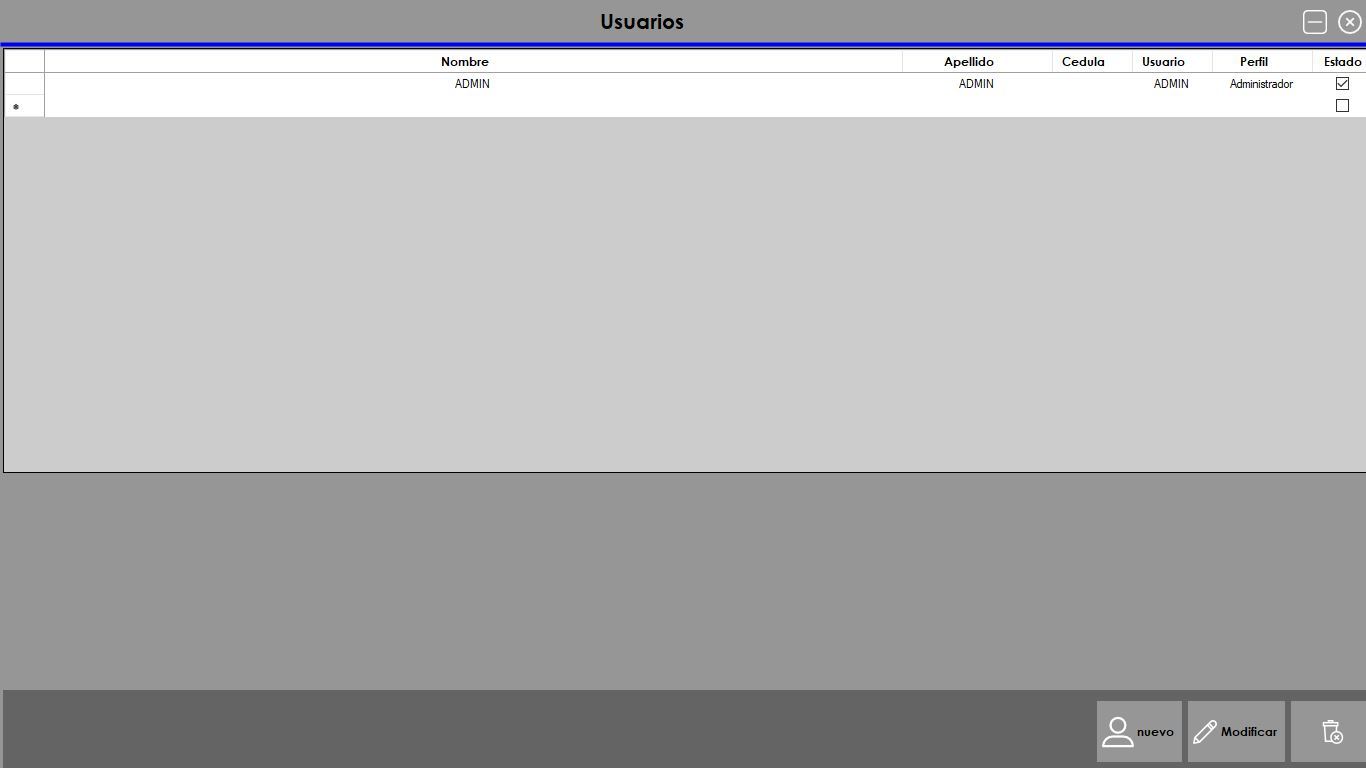 Usuarios
Nombre Apellido Cedula Usuario Perfil Estado
ADMIN ADMIN ADMIN Administrador
nuevo Modificar